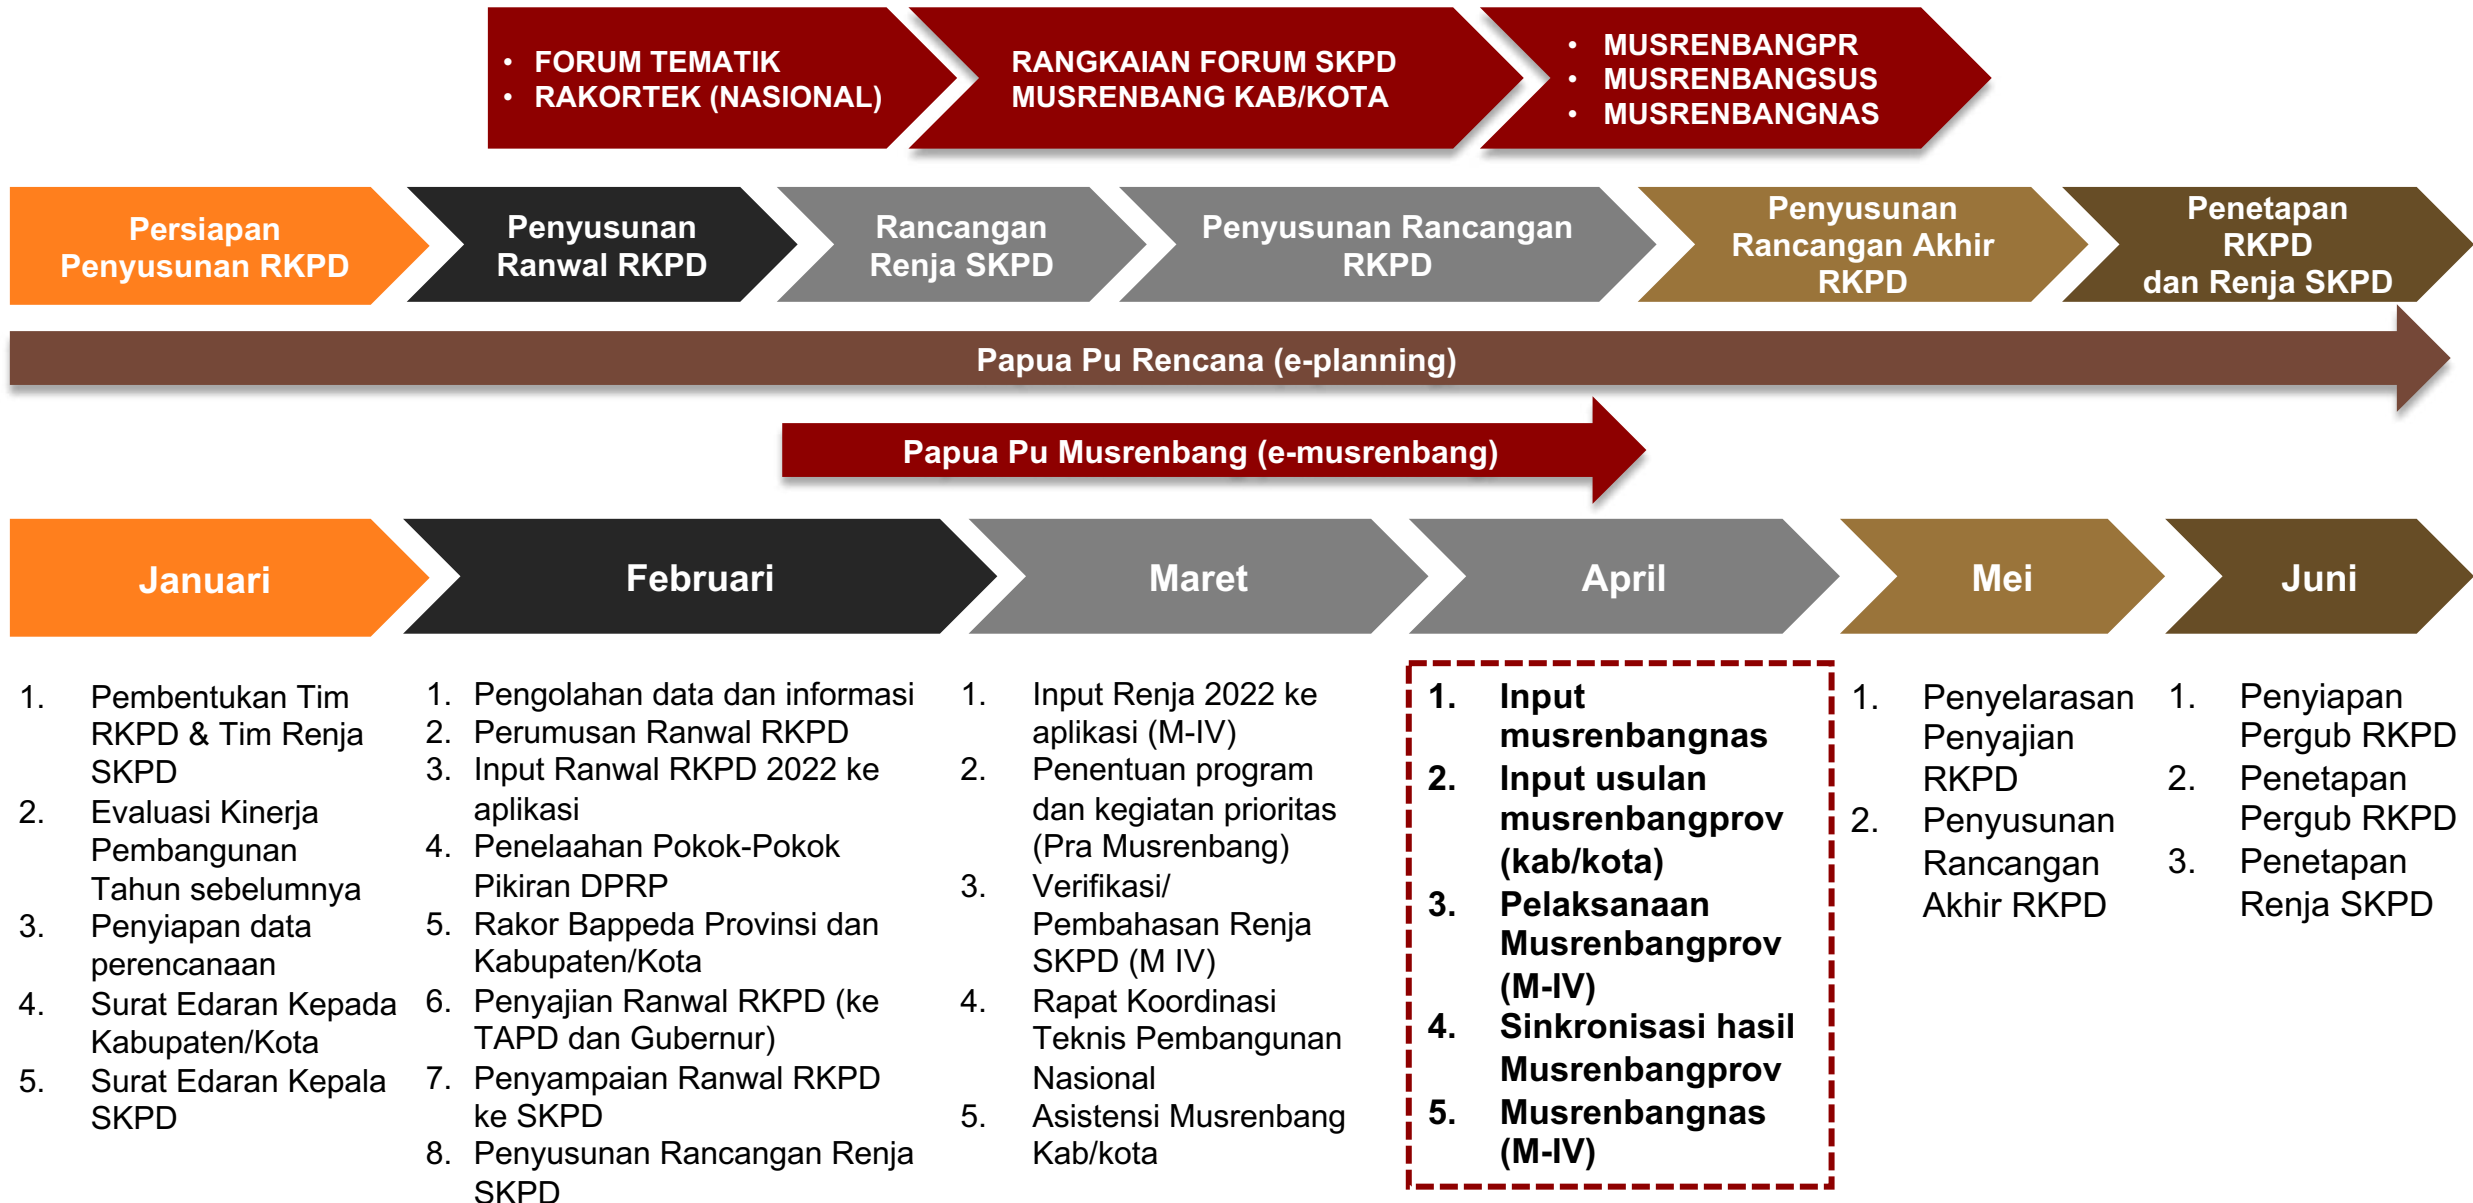 • FORUM TEMATIK
• RAKORTEK (NASIONAL)
RANGKAIAN FORUM SKPD
MUSRENBANG KAB/KOTA
• MUSRENBANGPR
• MUSRENBANGSUS
• MUSRENBANGNAS
Persiapan
Penyusunan RKPD
Penyusunan
Ranwal RKPD
Rancangan
Renja SKPD
Penyusunan Rancangan
RKPD
Penyusunan
Rancangan Akhir
RKPD
Penetapan
RKPD
dan Renja SKPD
Papua Pu Rencana (e-planning)
Papua Pu Musrenbang (e-musrenbang)
Januari
Februari
Maret
April
Mei
Juni
1. Pembentukan Tim
RKPD & Tim Renja
SKPD
2. Evaluasi Kinerja
Pembangunan
Tahun sebelumnya
3. Penyiapan data
perencanaan
4. Surat Edaran Kepada
Kabupaten/Kota
5. Surat Edaran Kepala
SKPD
1. Pengolahan data dan informasi
2. Perumusan Ranwal RKPD
3. Input Ranwal RKPD 2022 ke
aplikasi
4. Penelaahan Pokok-Pokok
Pikiran DPRP
5. Rakor Bappeda Provinsi dan
Kabupaten/Kota
6. Penyajian Ranwal RKPD (ke
TAPD dan Gubernur)
7. Penyampaian Ranwal RKPD
ke SKPD
8. Penyusunan Rancangan Renja
SKPD
1. Input Renja 2022 ke
aplikasi (M-IV)
2. Penentuan program
dan kegiatan prioritas
(Pra Musrenbang)
3. Verifikasi/
Pembahasan Renja
SKPD (M IV)
4. Rapat Koordinasi
Teknis Pembangunan
Nasional
5. Asistensi Musrenbang
Kab/kota
1. Input
musrenbangnas
2. Input usulan
musrenbangprov
(kab/kota)
3. Pelaksanaan
Musrenbangprov
(M-IV)
4. Sinkronisasi hasil
Musrenbangprov
5. Musrenbangnas
(M-IV)
1. Penyelarasan
Penyajian
RKPD
2. Penyusunan
Rancangan
Akhir RKPD
1. Penyiapan
Pergub RKPD
2. Penetapan
Pergub RKPD
3. Penetapan
Renja SKPD